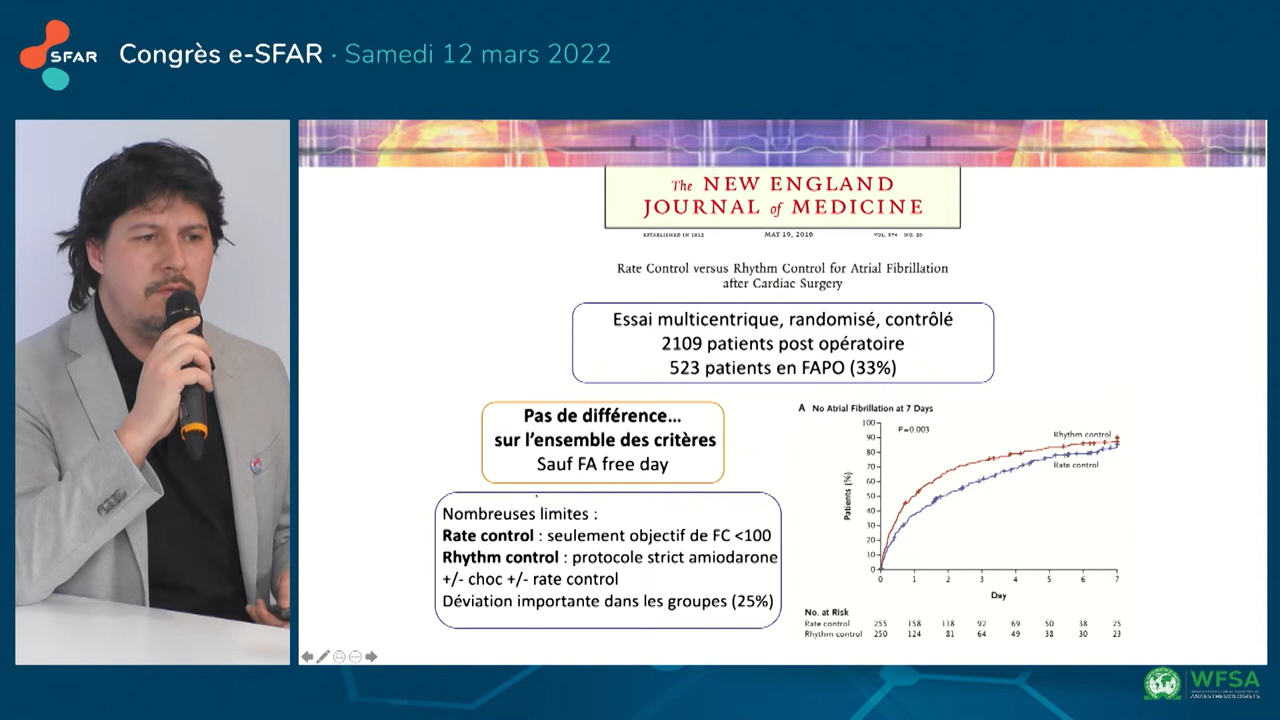 SFAR
Congrès e-SFAR · Samedi 12 mars 2022
The NEW ENGLAND
JOURNAL of MEDICINE
ESTABLISHED IN 1812 MAY 19, 2016 VOL. 374 NO. 20
Rate Control versus Rhythm Control for Atrial Fibrillation
after Cardiac Surgery
Essai multicentrique, randomisé, contrôlé
2109 patients post opératoire
523 patients en FAPO (33%)
Pas de différence…
sur l’ensemble des critères
Sauf FA free day
Nombreuses limites :
Rate control : seulement objectif de FC <100
Rhythm control : protocole strict amiodarone
+/- choc +/- rate control
Déviation importante dans les groupes (25%)
A No Atrial Fibrillation at 7 Days
P=0.003
Rhythm control
Rate control
Patients (%)
100
90
80
70
60
50
40
30
20
10
0
0 1 2 3 4 5 6 7
Day
No. at Risk
Rate control 255 158 118 92 69 50 38 25
Rhythm control 250 124 81 64 49 38 30 23
WFSA
ANAESTHESIOLOGISTS